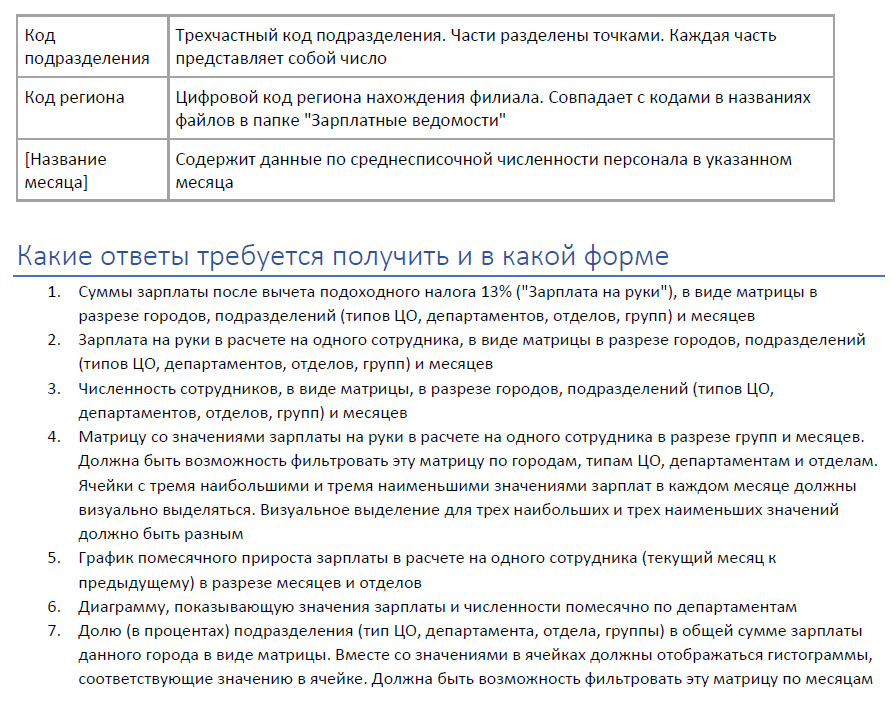 Код
подразделения
Трехчастный код подразделения. Части разделены точками. Каждая часть
представляет собой число
Код региона
Цифровой код региона нахождения филиала. Совпадает с кодами в названиях
файлов в папке "Зарплатные ведомости"
[Название
месяца]
Содержит данные по среднесписочной численности персонала в указанном
месяца
Какие ответы требуется получить и в какой форме
1. Суммы зарплаты после вычета подоходного налога 13% ("Зарплата на руки"), в виде матрицы в
разрезе городов, подразделений (типов ЦО, департаментов, отделов, групп) и месяцев
2. Зарплата на руки в расчете на одного сотрудника, в виде матрицы в разрезе городов, подразделений
(типов ЦО, департаментов, отделов, групп) и месяцев
3. Численность сотрудников, в виде матрицы, в разрезе городов, подразделений (типов ЦО,
департаментов, отделов, групп) и месяцев
4. Матрицу со значениями зарплаты на руки в расчете на одного сотрудника в разрезе групп и месяцев.
Должна быть возможность фильтровать эту матрицу по городам, типам ЦО, департаментам и отделам.
Ячейки с тремя наибольшими и тремя наименьшими значениями зарплат в каждом месяце должны
визуально выделяться. Визуальное выделение для трех наибольших и трех наименьших значений
должно быть разным
5. График помесячного прироста зарплаты в расчете на одного сотрудника (текущий месяц к
предыдущему) в разрезе месяцев и отделов
6. Диаграмму, показывающую значения зарплаты и численности помесячно по департаментам
7. Долю (в процентах) подразделения (тип ЦО, департамента, отдела, группы) в общей сумме зарплаты
данного города в виде матрицы. Вместе со значениями в ячейках должны отображаться гистограммы,
соответствующие значению в ячейке. Должна быть возможность фильтровать эту матрицу по месяцам